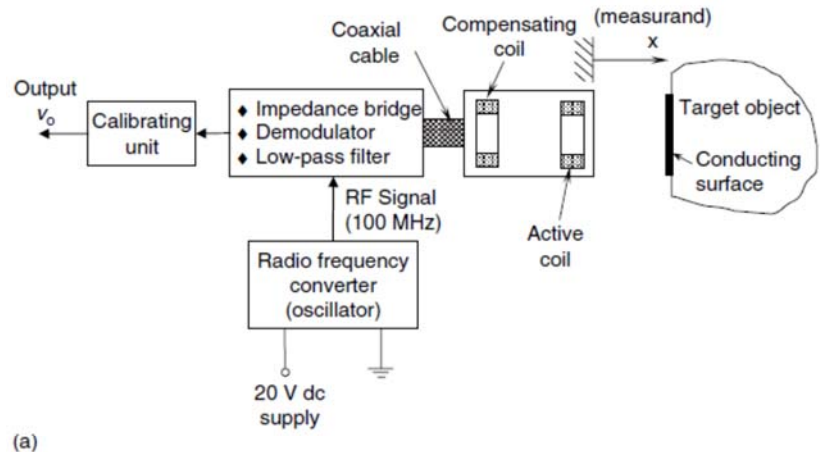 (measurand)
x
Coaxial
cable
Compensating
coil
Output
vo
Calibrating
unit
♦ Impedance bridge
♦ Demodulator
♦ Low-pass filter
Target object
Conducting
surface
RF Signal
(100 MHz)
Active
coil
Radio frequency
converter
(oscillator)
20 V dc
supply
(a)